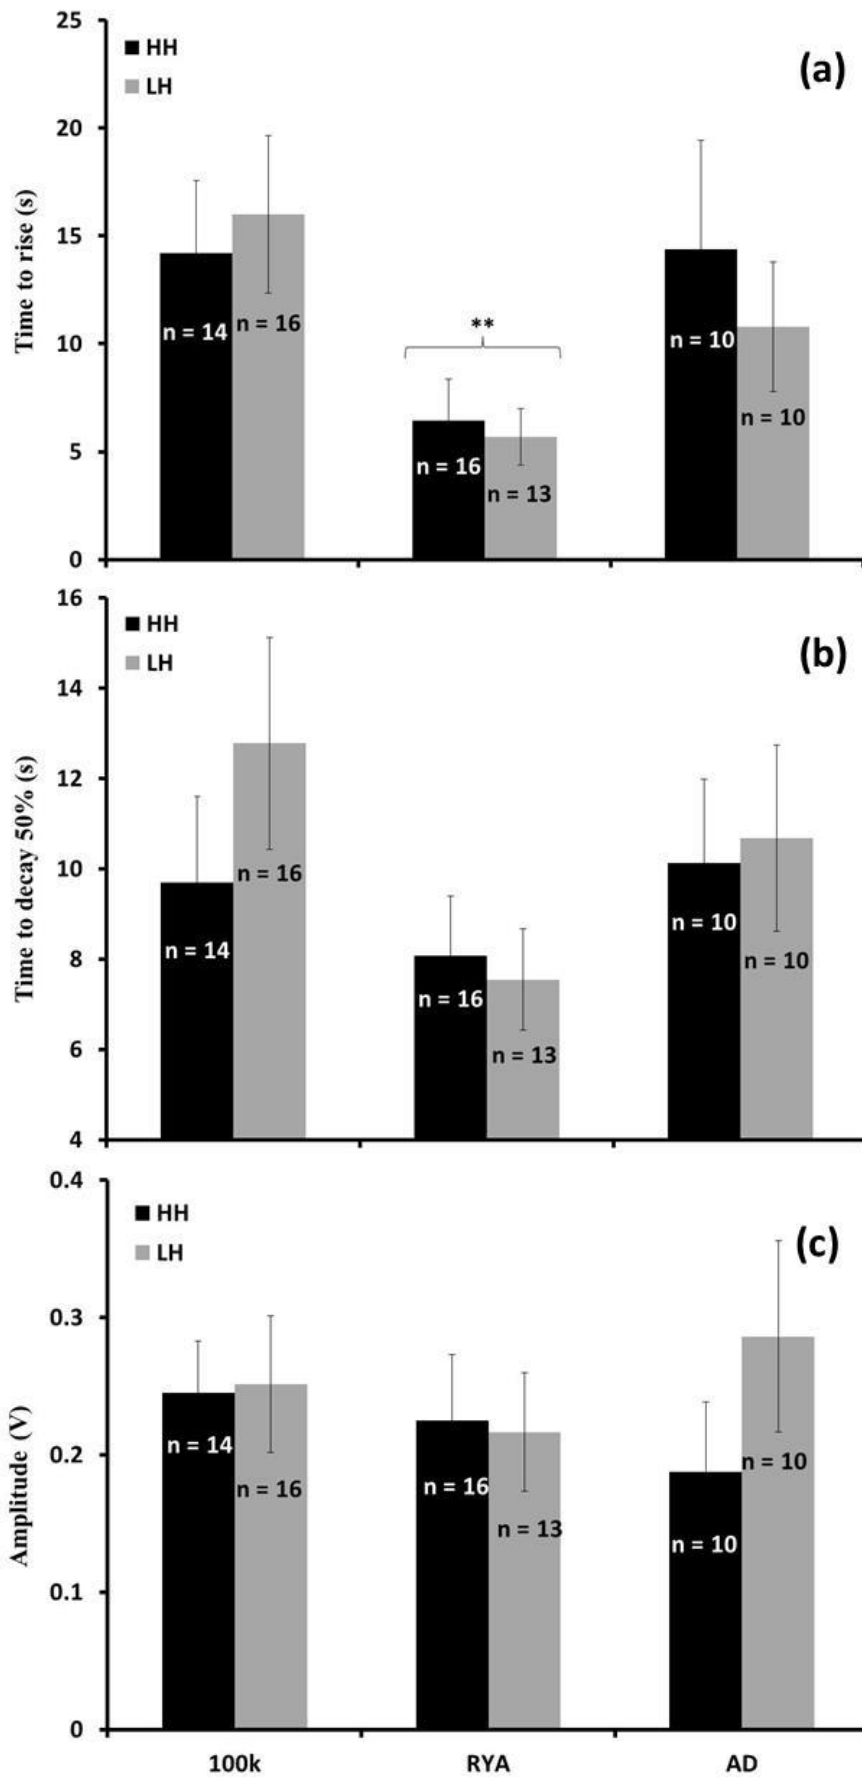 25
HH
LH
(a)
20
15
10
5
0
Time to rise (s)
n = 14
n = 16
**
n = 16
n = 13
n = 10
n = 10
16
HH
LH
(b)
14
12
10
8
6
4
Time to decay 50% (s)
n = 14
n = 16
n = 16
n = 13
n = 10
n = 10
0.4
HH
LH
(c)
0.3
0.2
0.1
0
Amplitude (V)
n = 14
n = 16
n = 16
n = 13
n = 10
n = 10
100k
RYA
AD